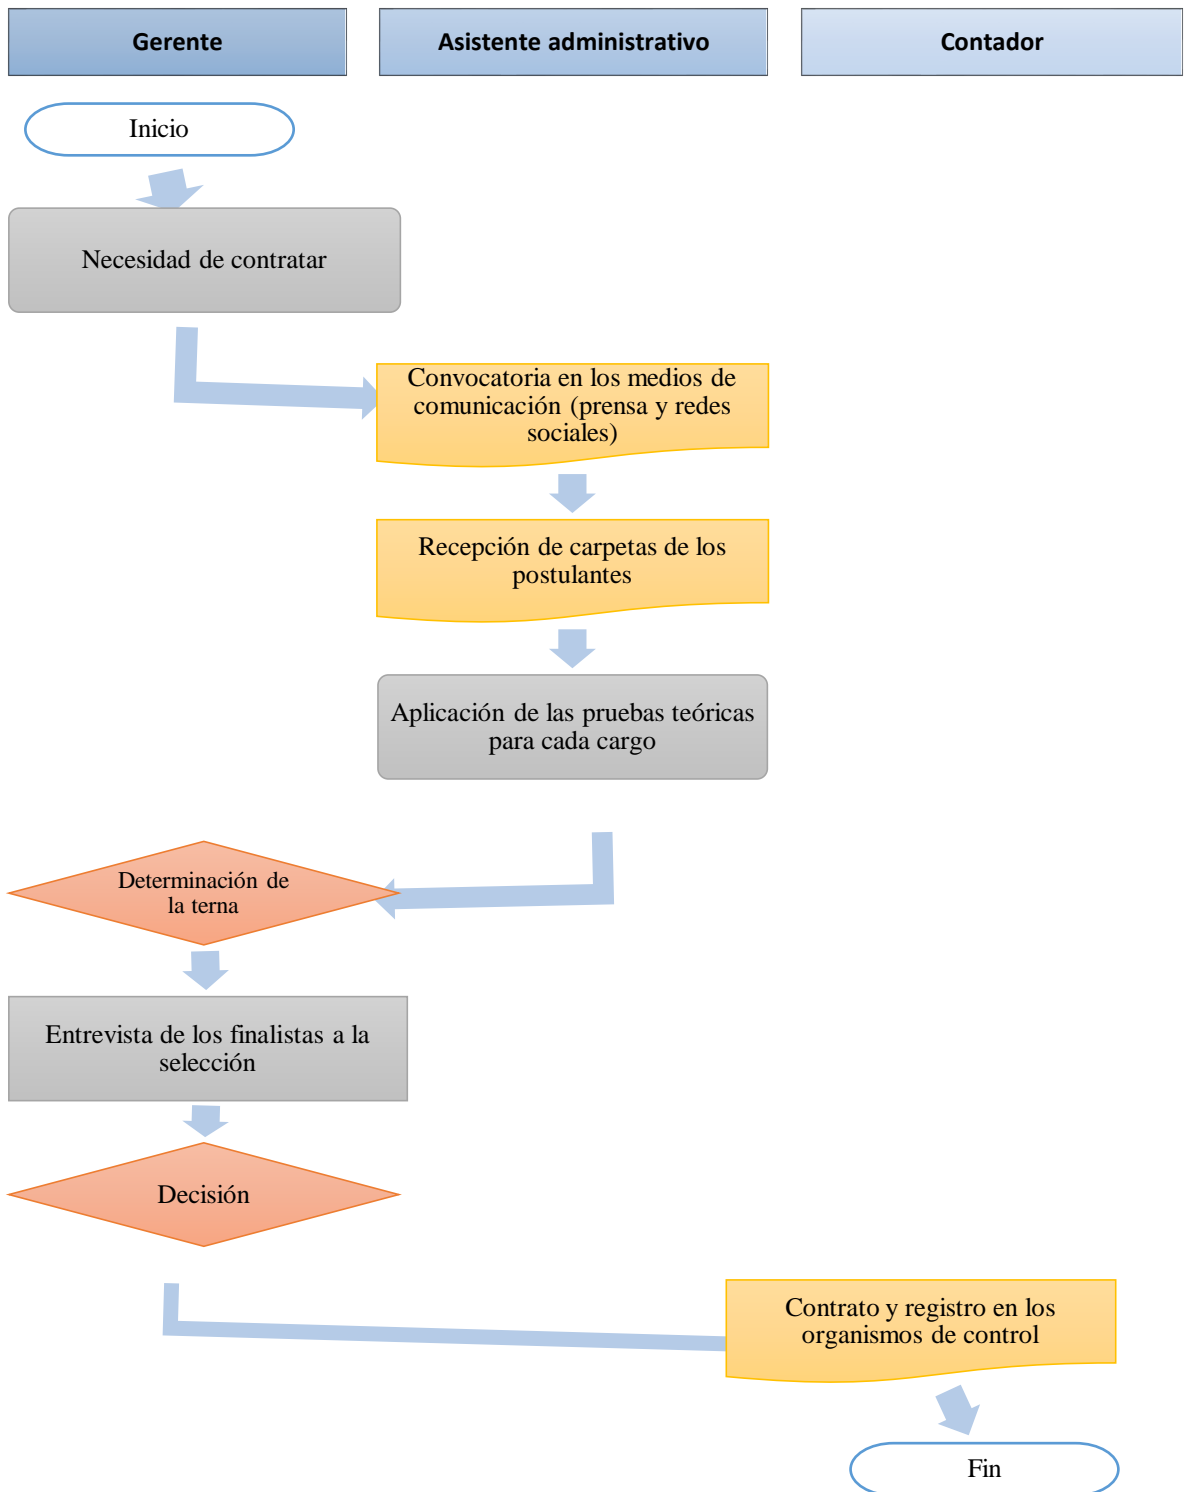 Gerente
Asistente administrativo
Contador
Inicio
Necesidad de contratar
Convocatoria en los medios de
comunicación (prensa y redes
sociales)
Recepción de carpetas de los
postulantes
Aplicación de las pruebas teóricas
para cada cargo
Determinación de
la terna
Entrevista de los finalistas a la
selección
Decisión
Contrato y registro en los
organismos de control
Fin